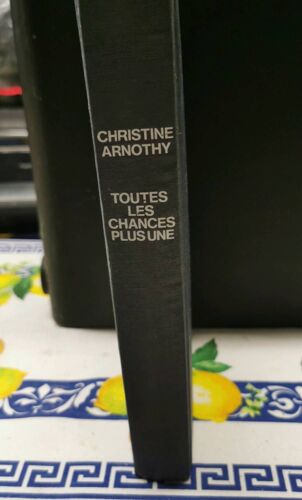 CHRISTINE
ARNOTHY
TOUTES
LES
CHANCES
PLUS UNE